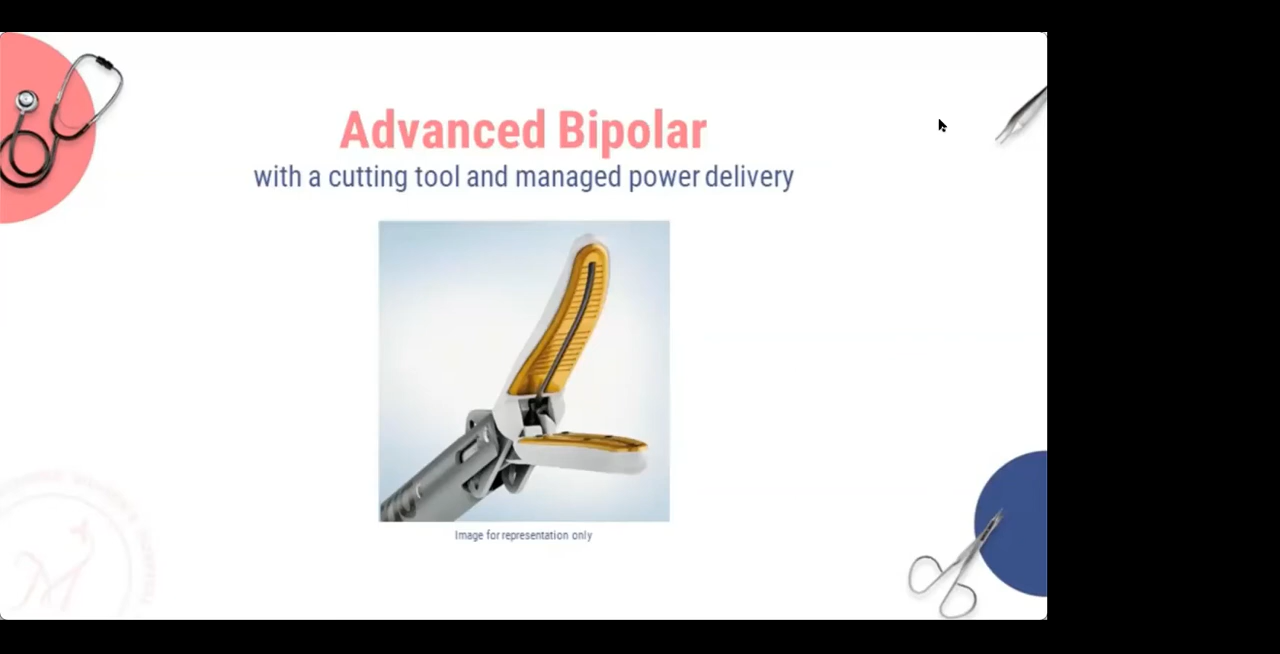 Advanced Bipolar
with a cutting tool and managed power delivery
Image for representation only